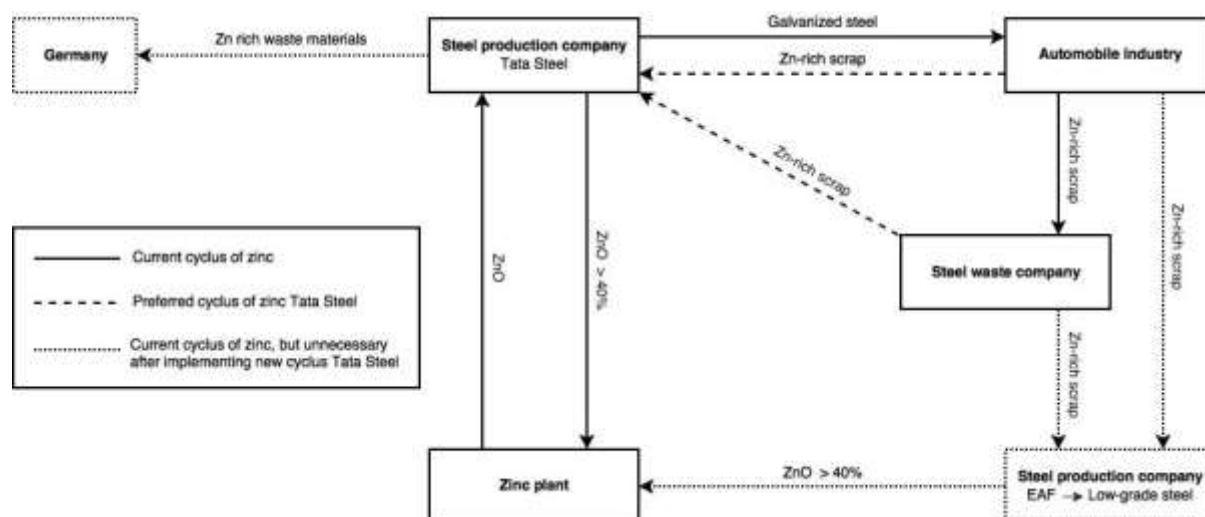 Germany
Zn rich waste materials
Steel production company
Tata Steel
Galvanized steel
Zn-rich scrap
Automobile industry
Zn-rich scrap
Zn-rich scrap
Zn-rich scrap
Steel waste company
Zn-rich scrap
ZnO
ZnO > 40%
Current cyclus of zinc
Preferred cyclus of zinc Tata Steel
Current cyclus of zinc, but unnecessary
after implementing new cyclus Tata Steel
Zinc plant
ZnO > 40%
Steel production company
EAF → Low-grade steel